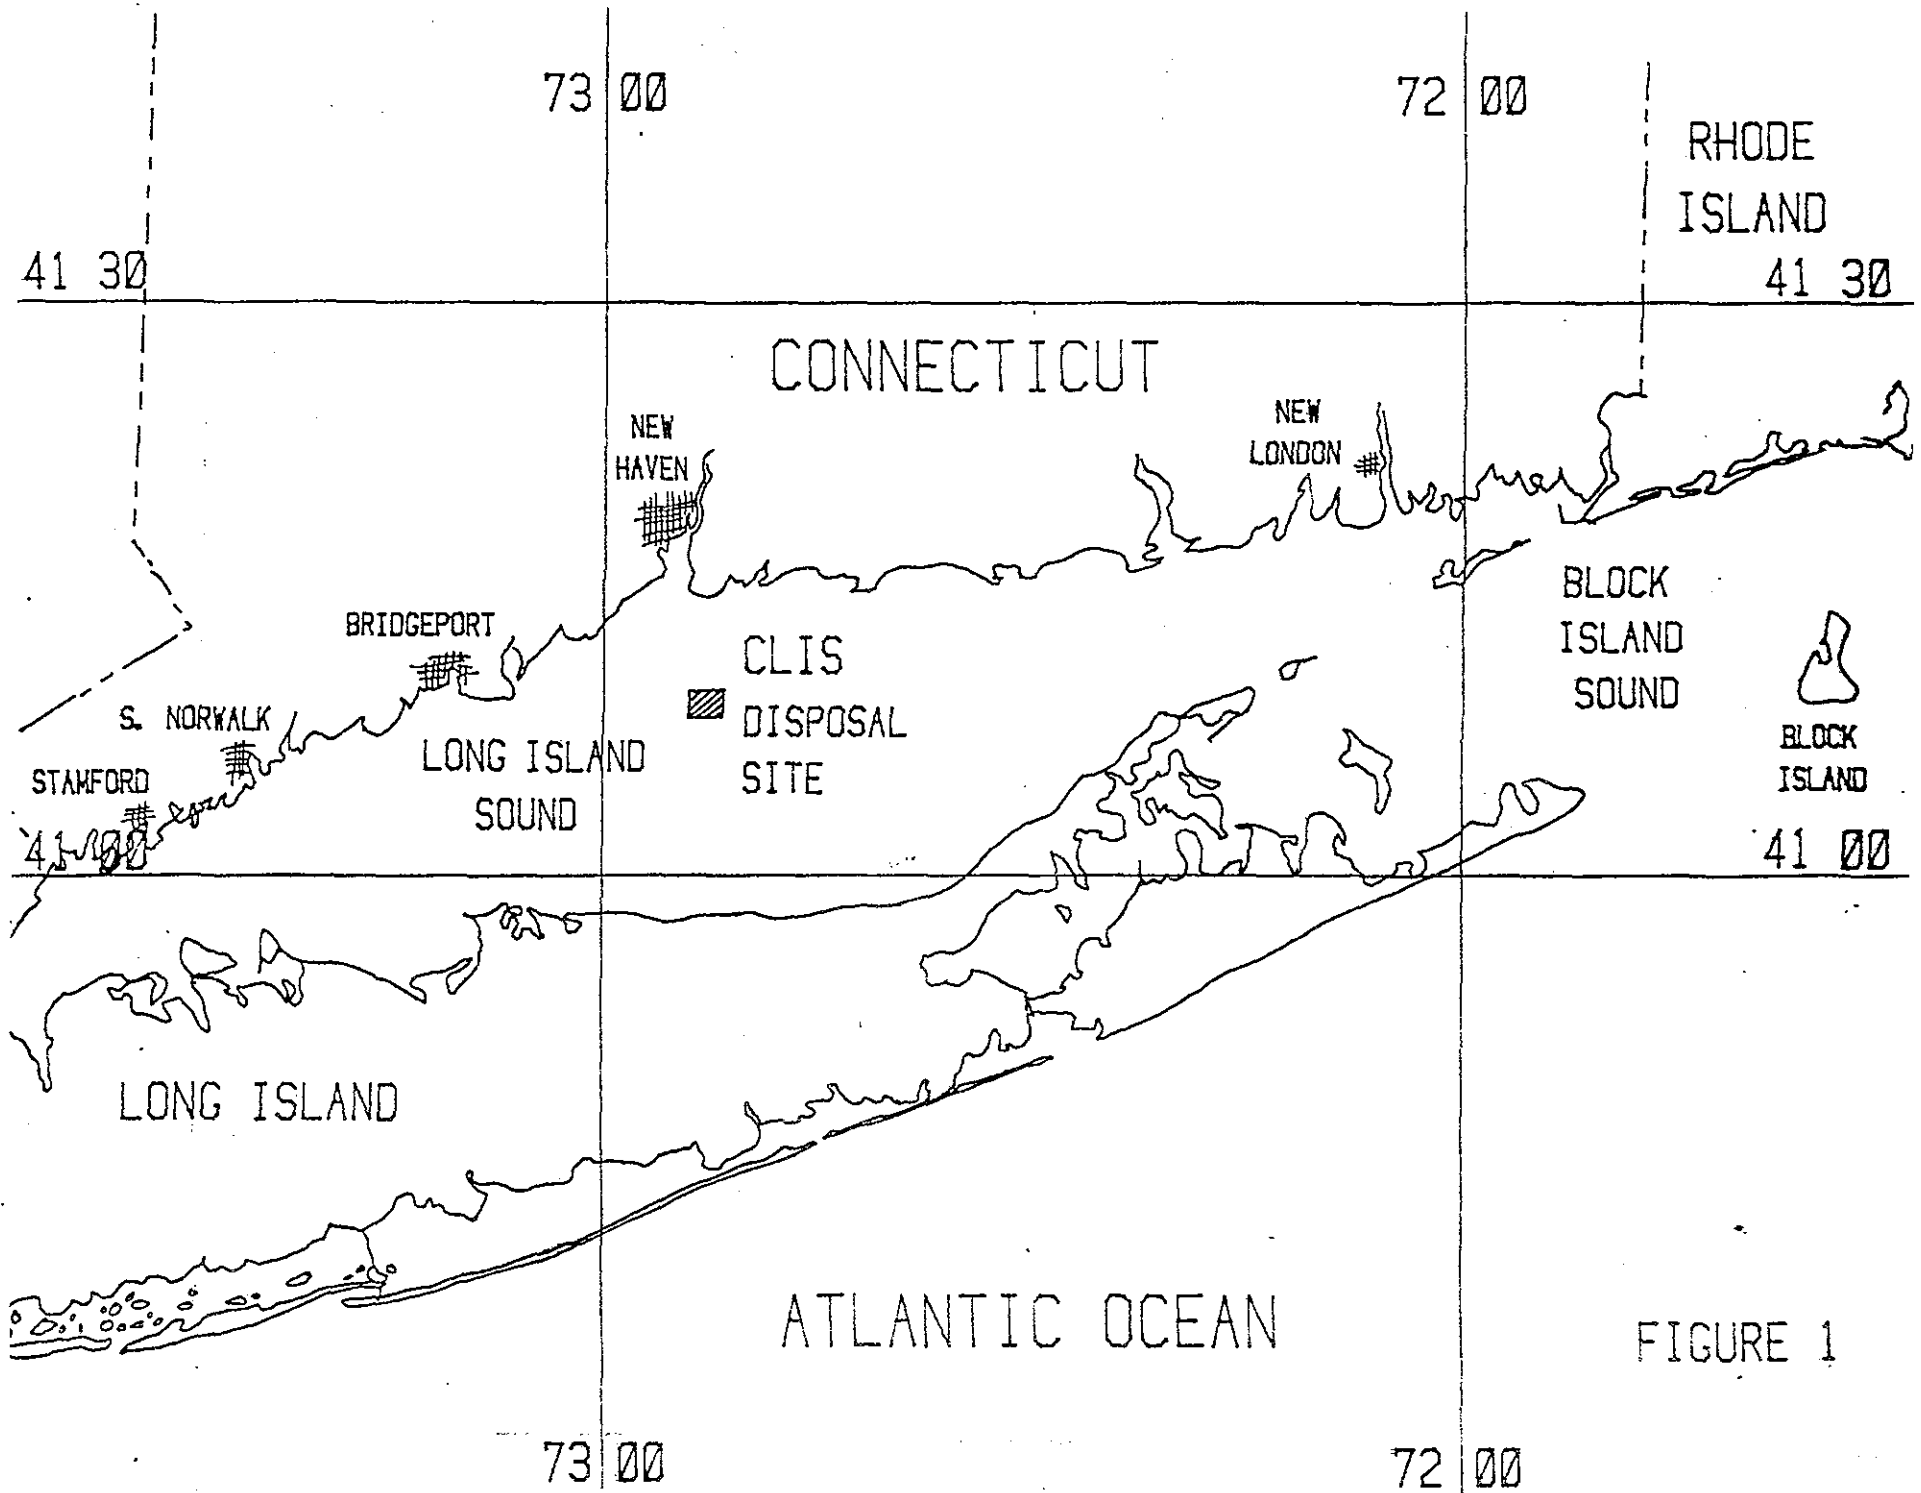 73 00
72 00
RHODE
ISLAND
41 30
41 30
CONNECTICUT
NEW
HAVEN
NEW
LONDON
BRIDGEPORT
BLOCK
ISLAND
SOUND
CLIS
DISPOSAL
SITE
S. NORWALK
LONG ISLAND
SOUND
BLOCK
ISLAND
STAMFORD
41 00
41 00
LONG ISLAND
ATLANTIC OCEAN
FIGURE 1
73 00
72 00